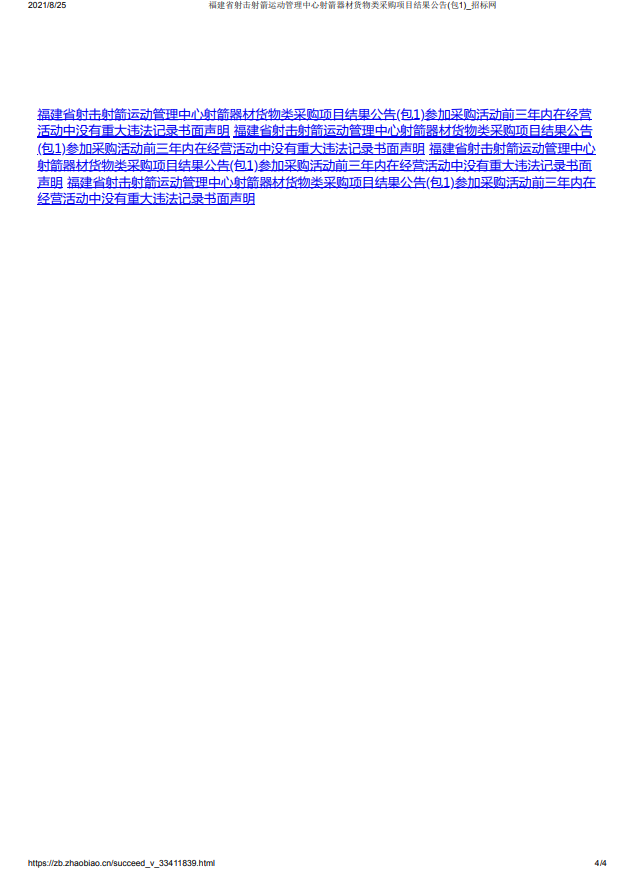 2021/8/25
福建省射击射箭运动管理中心射箭器材货物类采购项目结果公告(包1)_招标网
福建省射击射箭运动管理中心射箭器材货物类采购项目结果公告(包1)参加采购活动前三年内在经营
活动中没有重大违法记录书面声明 福建省射击射箭运动管理中心射箭器材货物类采购项目结果公告
(包1)参加采购活动前三年内在经营活动中没有重大违法记录书面声明 福建省射击射箭运动管理中心
射箭器材货物类采购项目结果公告(包1)参加采购活动前三年内在经营活动中没有重大违法记录书面
声明 福建省射击射箭运动管理中心射箭器材货物类采购项目结果公告(包1)参加采购活动前三年内在
经营活动中没有重大违法记录书面声明
https://zb.zhaobiao.cn/succeed_v_33411839.html
4/4